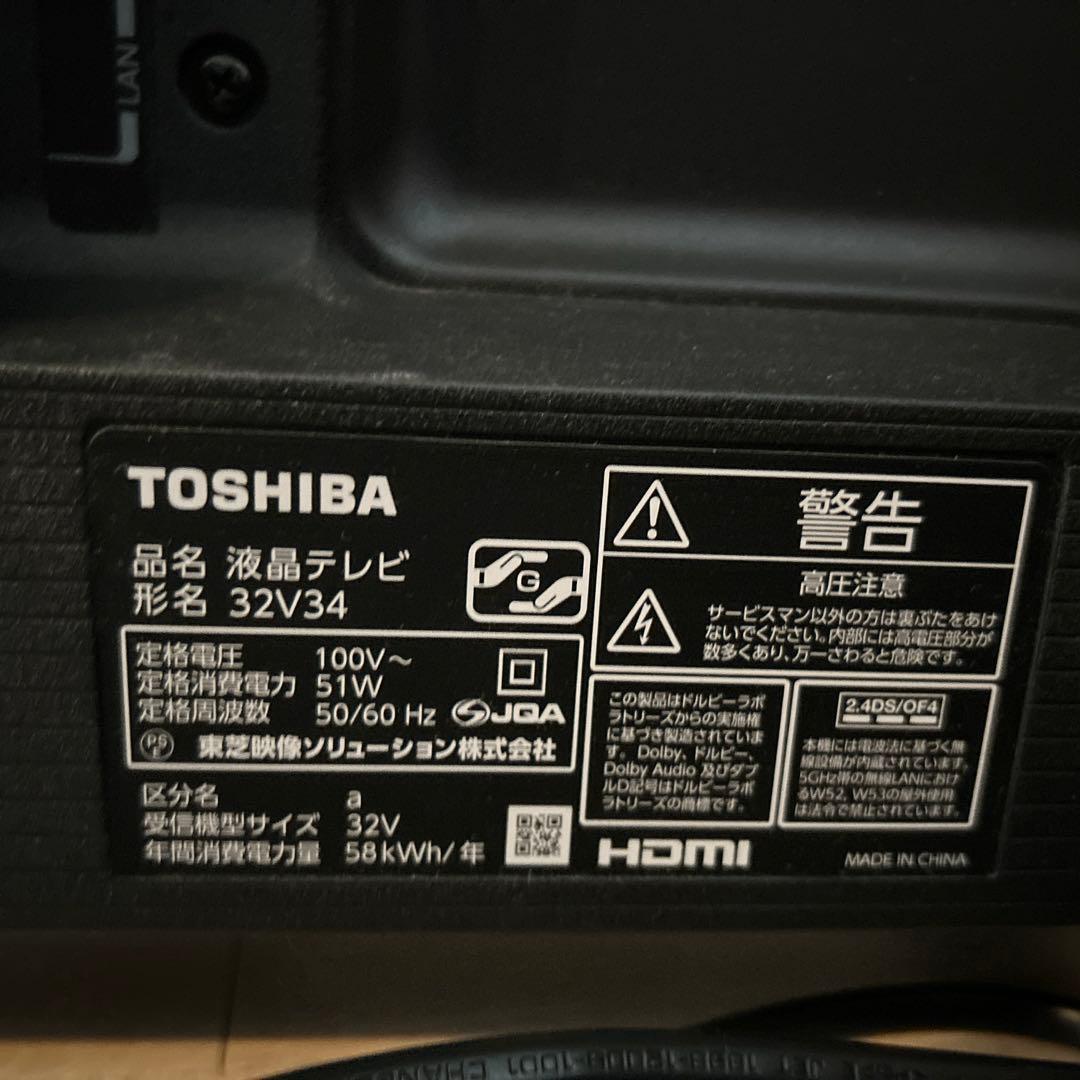 LAN
TOSHIBA
品名 液晶テレビ
形名 32V34
G
定格電圧 100V～
定格消費電力 51W
定格周波数 50/60 Hz JQA
PS 東芝映像ソリューション株式会社
区分名 a
受信機型サイズ 32V
年間消費電力量 58kWh/年
警告
高圧注意
サービスマン以外の方は裏ぶたをあけ
ないでください。内部には高電圧部分が
数多くあり、万一さわると危険です。
この製品はドルビーラボ
ラトリーズからの実施権
に基づき製造されていま
す。Dolby、ドルビー、
Dolby Audio 及びダブ
ルD記号はドルビーラボ
ラトリーズの商標です。
2.4DS/OF4
本機には電波法に基づく無
線設備が内蔵されています。
5GHz帯の無線LANにおけ
るW52、W53の屋外使用
は法令で禁止されています。
HDMI
MADE IN CHINA